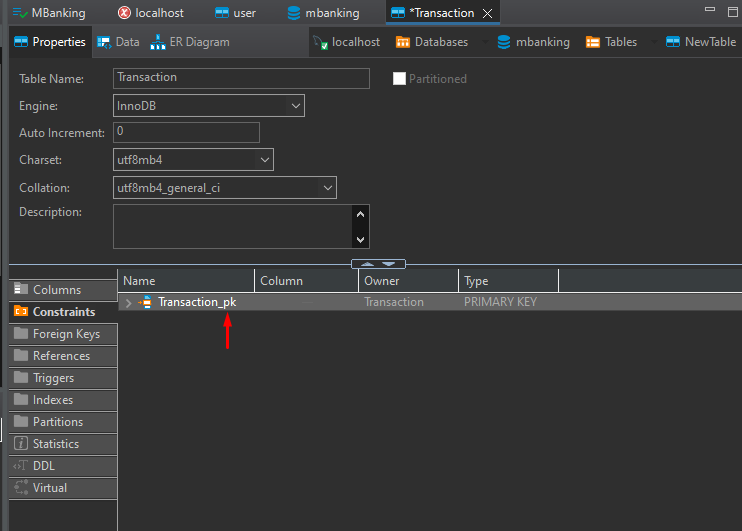 MBanking localhost user mbanking *Transaction
Properties Data ER Diagram localhost Databases mbanking Tables NewTable
Table Name: Transaction Partitioned
Engine: InnoDB
Auto Increment: 0
Charset: utf8mb4
Collation: utf8mb4_general_ci
Description:
Name Column Owner Type
Transaction_pk Transaction PRIMARY KEY
Columns
Constraints
Foreign Keys
References
Triggers
Indexes
Partitions
Statistics
DDL
Virtual